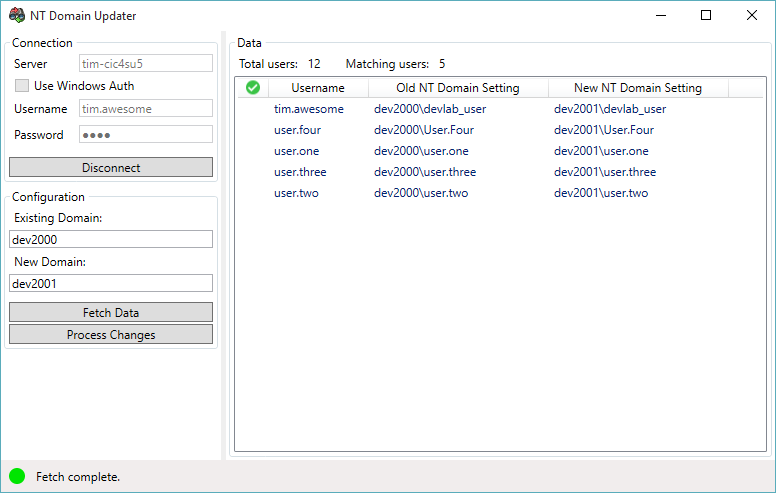 NT Domain Updater
Connection
Server tim-cic4su5
Use Windows Auth
Username tim.awesome
Password ●●●●
Disconnect
Configuration
Existing Domain:
dev2000
New Domain:
dev2001
Fetch Data
Process Changes
Data
Total users: 12 Matching users: 5
Username Old NT Domain Setting New NT Domain Setting
tim.awesome dev2000\devlab_user dev2001\devlab_user
user.four dev2000\User.Four dev2001\User.Four
user.one dev2000\user.one dev2001\user.one
user.three dev2000\user.three dev2001\user.three
user.two dev2000\user.two dev2001\user.two
Fetch complete.